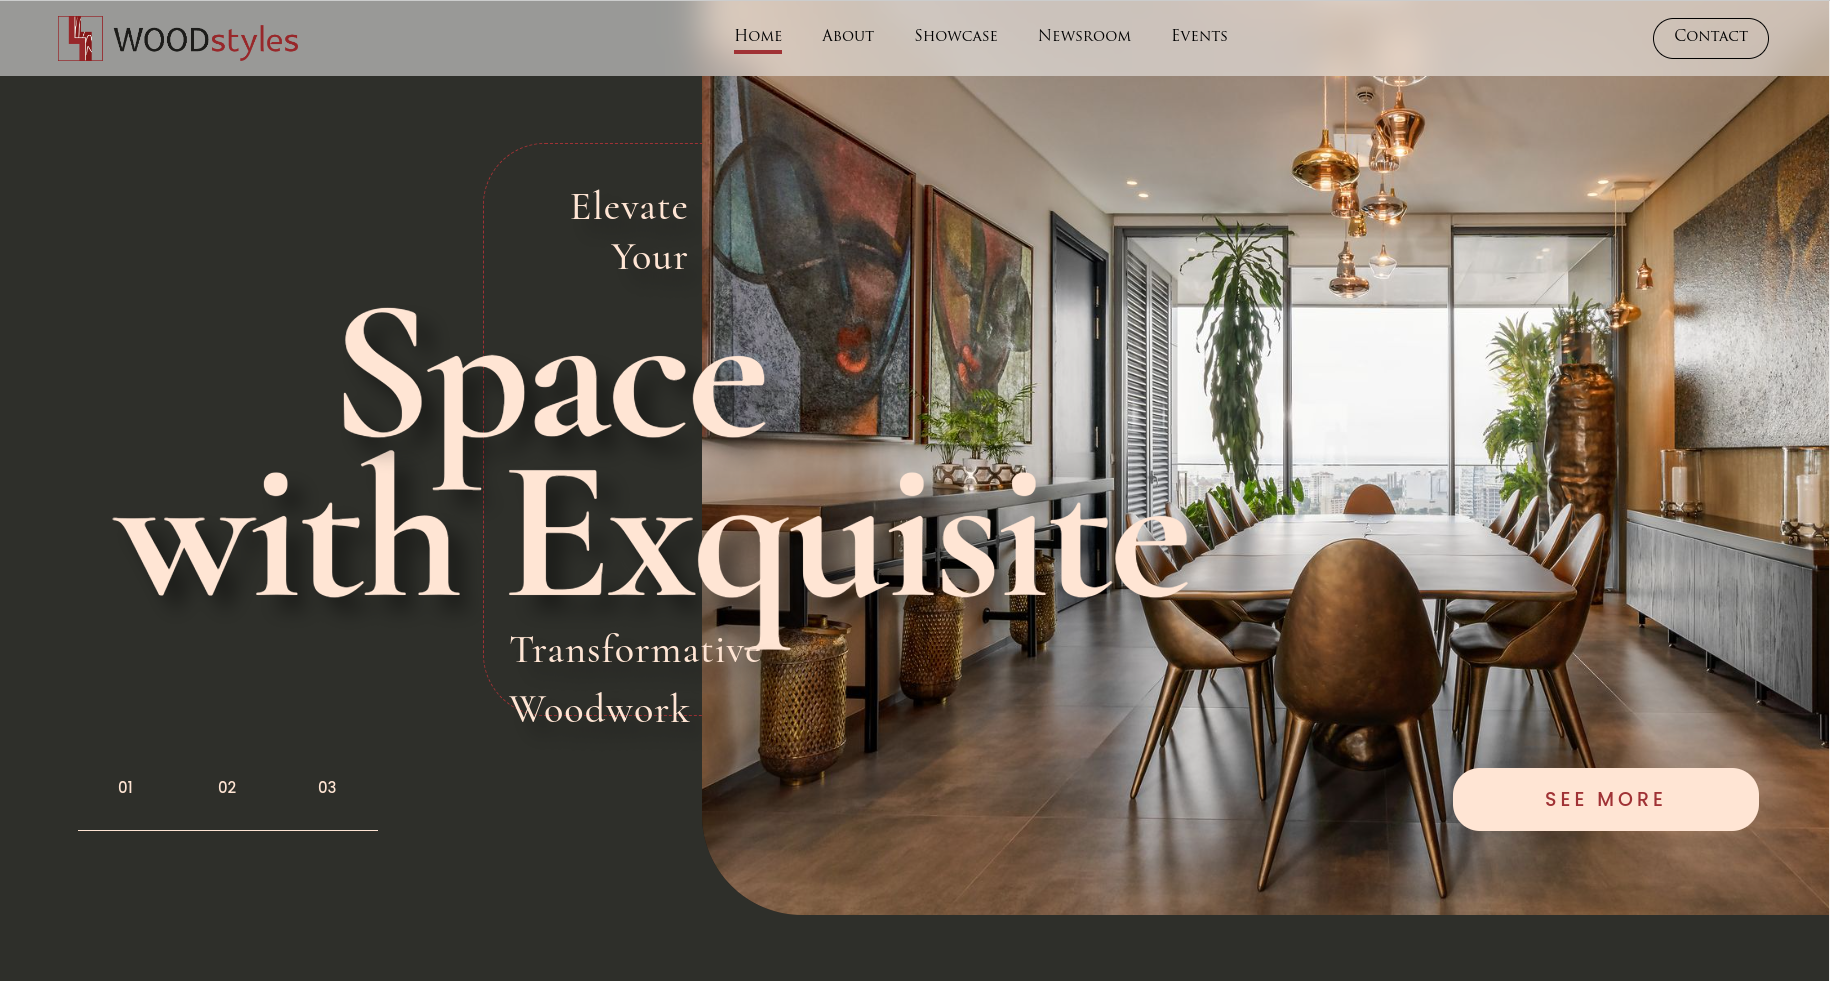 WOODstyles
Home
About
Showcase
Newsroom
Events
Contact
Elevate
Your
Space
with Exquisite
Transformative
Woodwork
01
02
03
SEE MORE